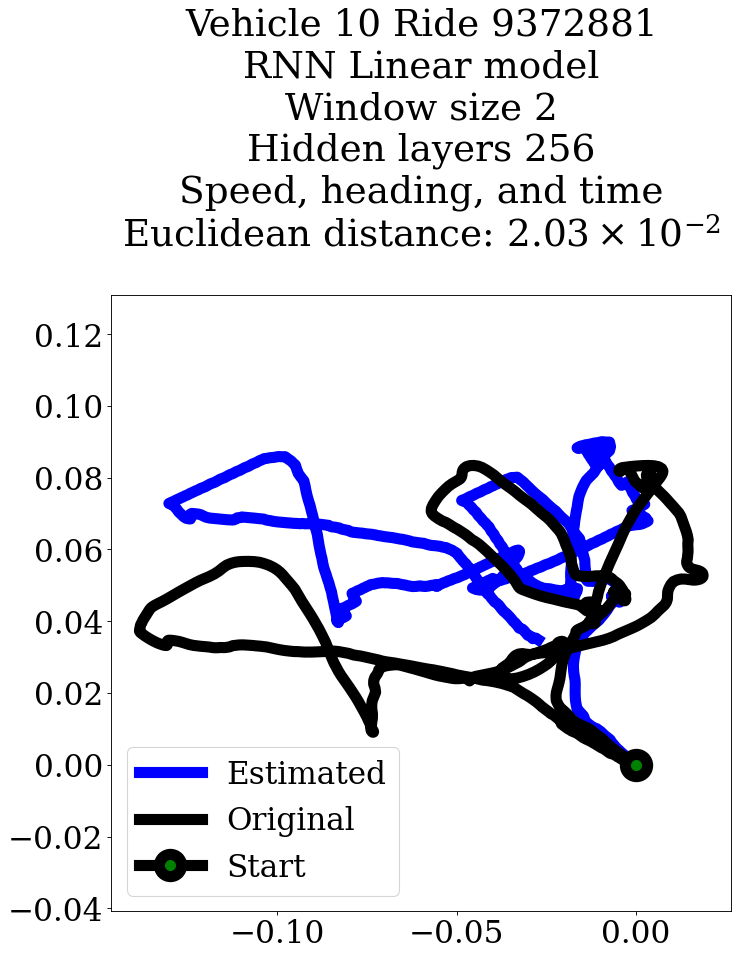 Vehicle 10 Ride 9372881
RNN Linear model
Window size 2
Hidden layers 256
Speed, heading, and time
Euclidean distance: 2.03 × 10⁻²
0.12
0.10
0.08
0.06
0.04
0.02
0.00
−0.02
−0.04
Estimated
Original
Start
−0.10 −0.05 0.00